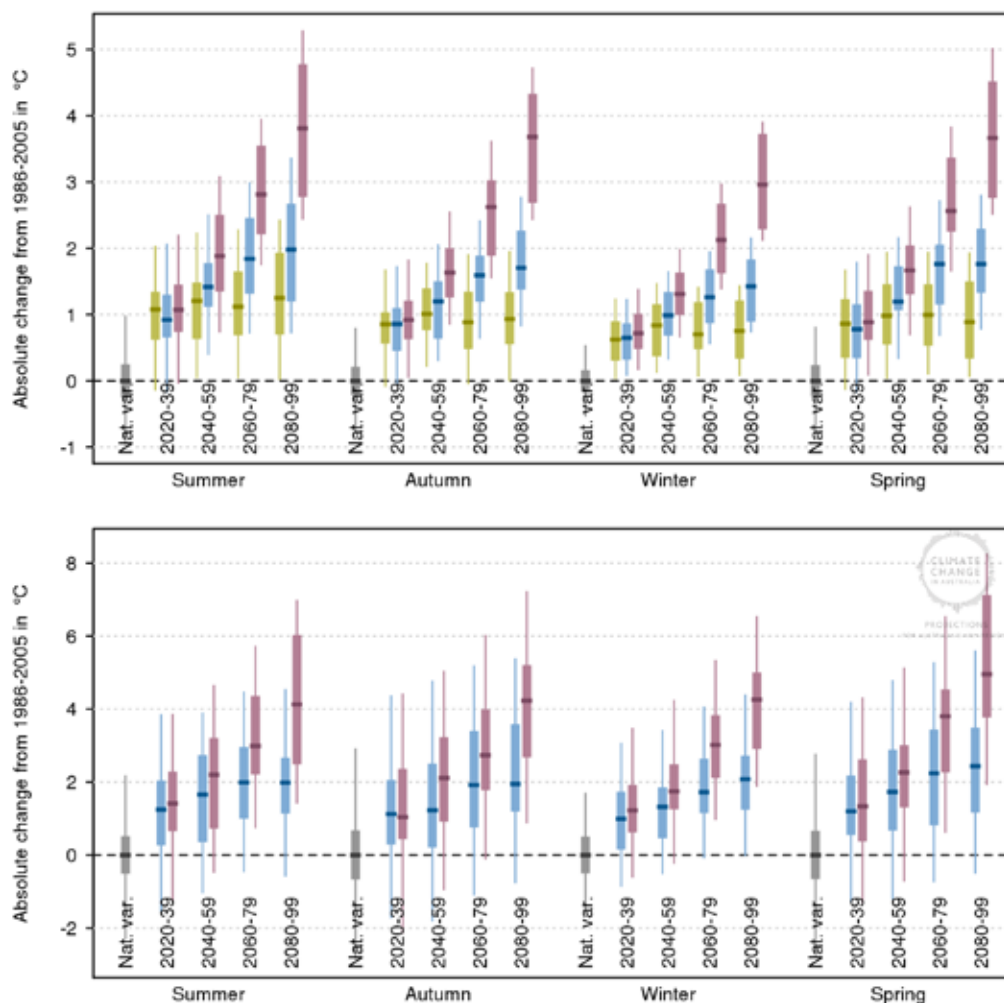 Absolute change from 1986-2005 in °C
5
4
3
2
1
0
-1
Nat. var.
2020-39
2040-59
2060-79
2080-99
Nat. var.
2020-39
2040-59
2060-79
2080-99
Nat. var.
2020-39
2040-59
2060-79
2080-99
Nat. var.
2020-39
2040-59
2060-79
2080-99
Summer
Autumn
Winter
Spring
Absolute change from 1986-2005 in °C
8
6
4
2
0
-2
CLIMATE
CHANGE
IN AUSTRALIA
PROJECTIONS
Nat. var.
2020-39
2040-59
2060-79
2080-99
Nat. var.
2020-39
2040-59
2060-79
2080-99
Nat. var.
2020-39
2040-59
2060-79
2080-99
Nat. var.
2020-39
2040-59
2060-79
2080-99
Summer
Autumn
Winter
Spring